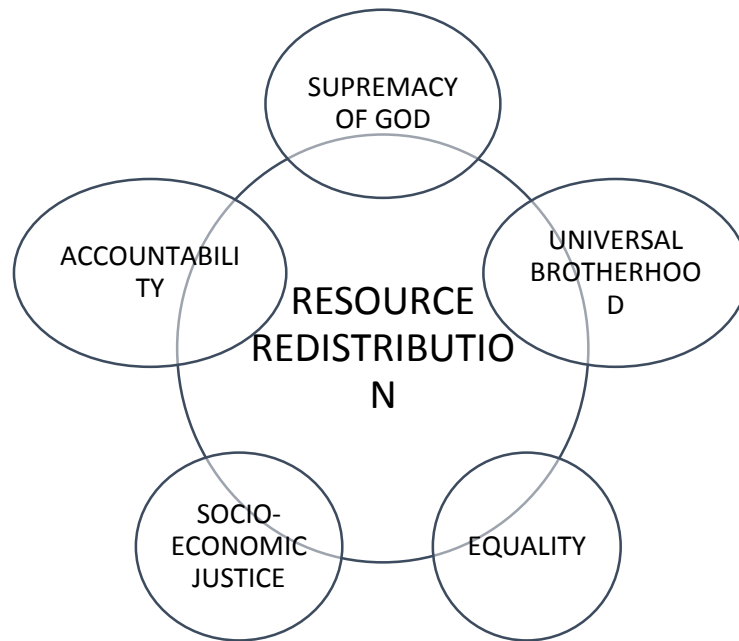 SUPREMACY
OF GOD
UNIVERSAL
BROTHERHOO
D
EQUALITY
SOCIO-
ECONOMIC
JUSTICE
ACCOUNTABILI
TY
RESOURCE
REDISTRIBUTIO
N